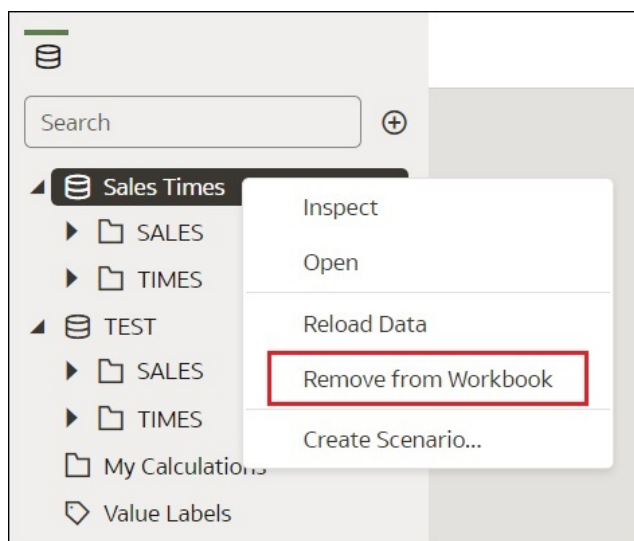 Search
Sales Times
SALES
TIMES
TEST
SALES
TIMES
My Calculations
Value Labels
Inspect
Open
Reload Data
Remove from Workbook
Create Scenario...